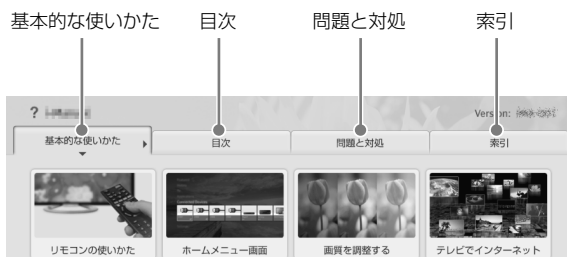 基本的な使いかた 目次 問題と対処 索引
?
Version:
基本的な使いかた 目次 問題と対処 索引
リモコンの使いかた ホームメニュー画面 画質を調整する テレビでインターネット